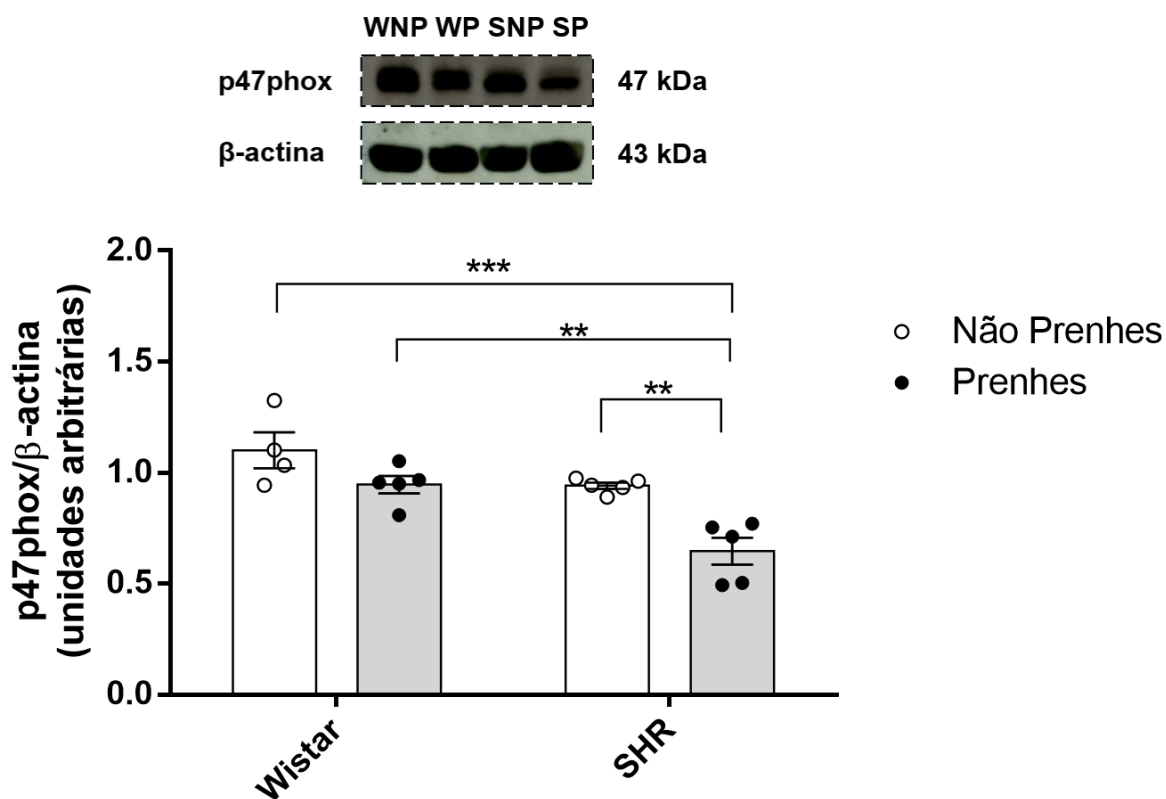 WNP WP SNP SP
p47phox 47 kDa
β-actina 43 kDa
p47phox/β-actina
(unidades arbitrárias)
2.0
1.5
1.0
0.5
0.0
***
**
**
Não Prenhes
Prenhes
Wistar
SHR